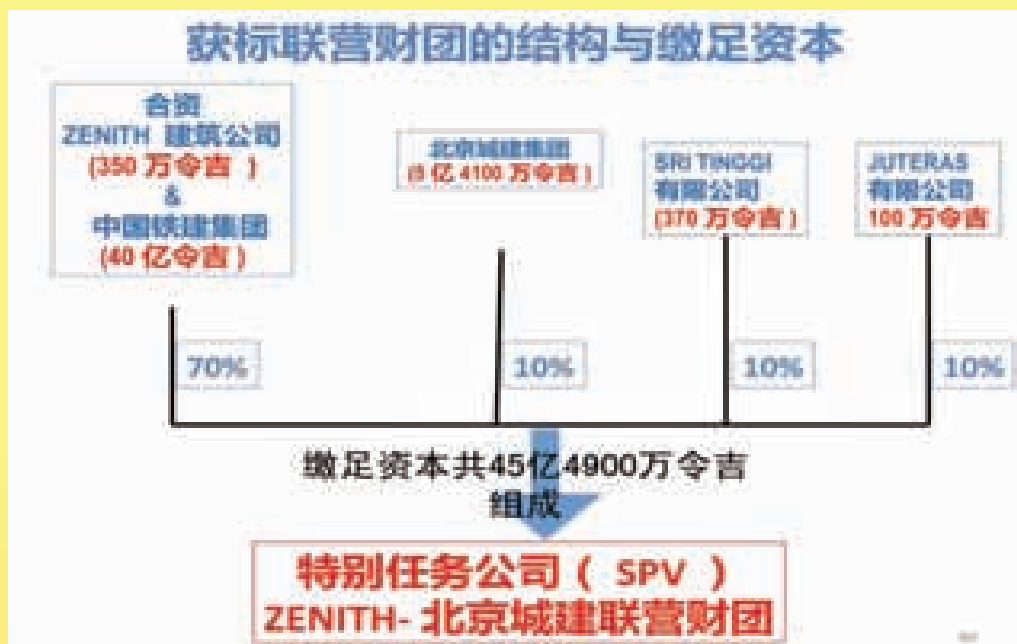 获标联营财团的结构与缴足资本
合资
ZENITH 建筑公司
(350 万令吉 )
&
中国铁建集团
(40 亿令吉 )
北京城建集团
(5 亿 4100 万令吉 )
SRI TINGGI
有限公司
(370 万令吉 )
JUTERAS
有限公司
100 万令吉
70%
10%
10%
10%
缴足资本共45亿4900万令吉
组成
特别任务公司 ( SPV )
ZENITH- 北京城建联营财团